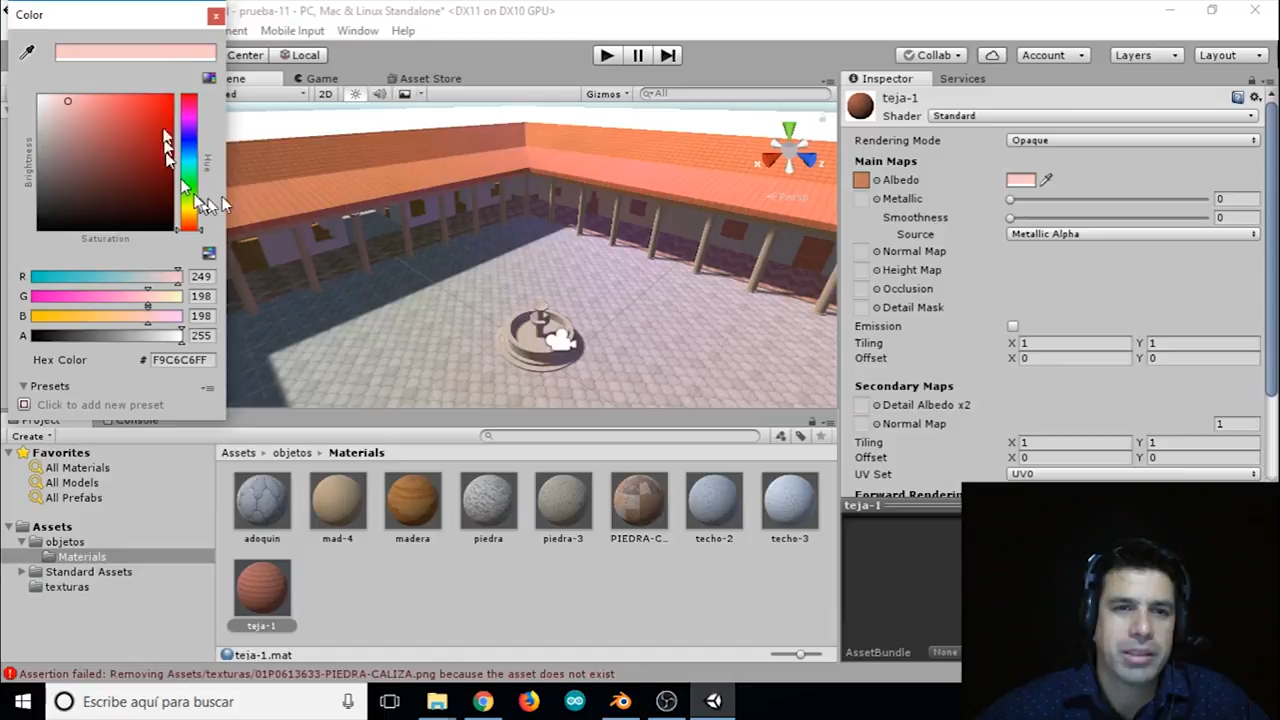 Color
- prueba-11 - PC, Mac & Linux Standalone* <DX11 on DX10 GPU>
Mobile Input
Window
Help
Center
Local
Collab
Account
Layers
Layout
Game
Asset Store
2D
Gizmos
All
Persp
x
z
Brightness
Hue
Saturation
R 249
G 198
B 198
A 255
Hex Color # F9C6C6FF
Presets
Click to add new preset
Inspector
Services
teja-1
Shader Standard
Rendering Mode Opaque
Main Maps
Albedo
Metallic 0
Smoothness 0
Source Metallic Alpha
Normal Map
Height Map
Occlusion
Detail Mask
Emission
Tiling X 1 Y 1
Offset X 0 Y 0
Secondary Maps
Detail Albedo x2
Normal Map 1
Tiling X 1 Y 1
Offset X 0 Y 0
UV Set UV0
teja-1
AssetBundle None
Create
Favorites
All Materials
All Models
All Prefabs
Assets
objetos
Materials
Standard Assets
texturas
Assets objetos Materials
adoquin
mad-4
madera
piedra
piedra-3
PIEDRA-C...
techo-2
techo-3
teja-1
teja-1.mat
Assertion failed: Removing Assets/texturas/01P0613633-PIEDRA-CALIZA.png because the asset does not exist
Escribe aquí para buscar